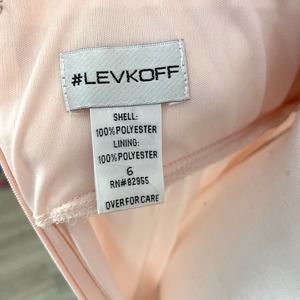 #LEVKOFF
SHELL:
100%POLYESTER
LINING:
100%POLYESTER
6
RN#82955
OVER FOR CARE